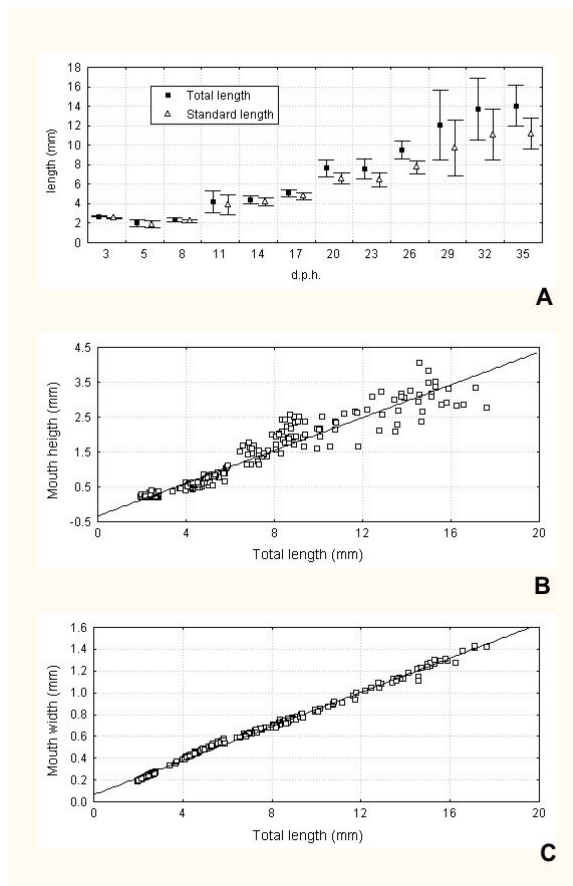 18
16
14
12
10
8
6
4
2
0
length (mm)
Total length
Standard length
3 5 8 11 14 17 20 23 26 29 32 35
d.p.h.
A
4.5
3.5
2.5
1.5
0.5
-0.5
Mouth heigth (mm)
0 4 8 12 16 20
Total length (mm)
B
1.6
1.4
1.2
1.0
0.8
0.6
0.4
0.2
0.0
Mouth width (mm)
0 4 8 12 16 20
Total length (mm)
C